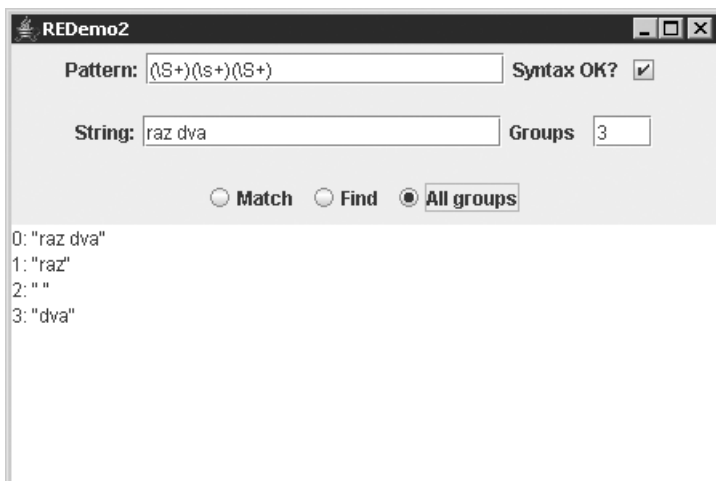 REDemo2
Pattern: (\S+)(\s+)(\S+) Syntax OK?
String: raz dva Groups 3
Match Find All groups
0: "raz dva"
1: "raz"
2: " "
3: "dva"